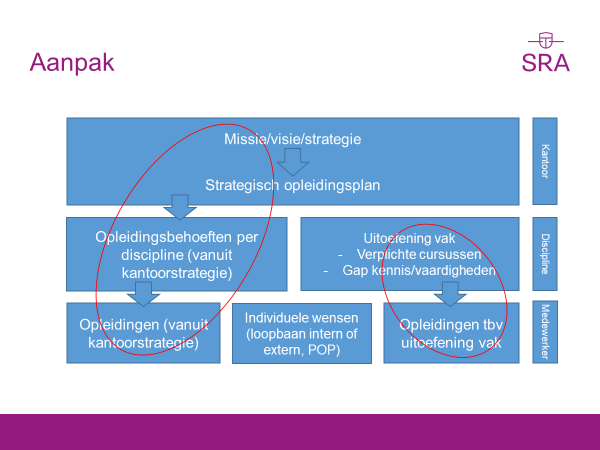 Aanpak
SRA
Missie/visie/strategie
Strategisch opleidingsplan
Kantoor
Opleidingsbehoeften per
discipline (vanuit
kantoorstrategie)
Uitoefening vak
- Verplichte cursussen
- Gap kennis/vaardigheden
Discipline
Opleidingen (vanuit
kantoorstrategie)
Individuele wensen
(loopbaan intern of
extern, POP)
Opleidingen tbv
uitoefening vak
Medewerker